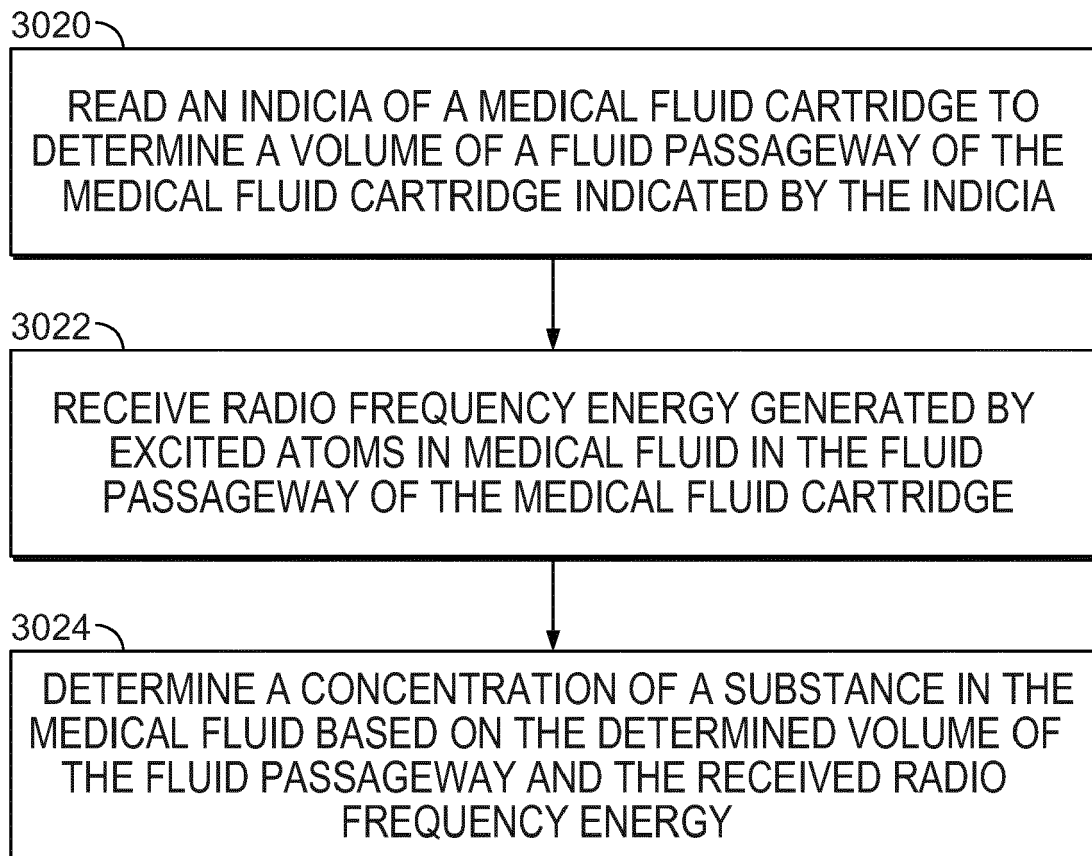 3020
READ AN INDICIA OF A MEDICAL FLUID CARTRIDGE TO
DETERMINE A VOLUME OF A FLUID PASSAGEWAY OF THE
MEDICAL FLUID CARTRIDGE INDICATED BY THE INDICIA
3022
RECEIVE RADIO FREQUENCY ENERGY GENERATED BY
EXCITED ATOMS IN MEDICAL FLUID IN THE FLUID
PASSAGEWAY OF THE MEDICAL FLUID CARTRIDGE
3024
DETERMINE A CONCENTRATION OF A SUBSTANCE IN THE
MEDICAL FLUID BASED ON THE DETERMINED VOLUME OF
THE FLUID PASSAGEWAY AND THE RECEIVED RADIO
FREQUENCY ENERGY